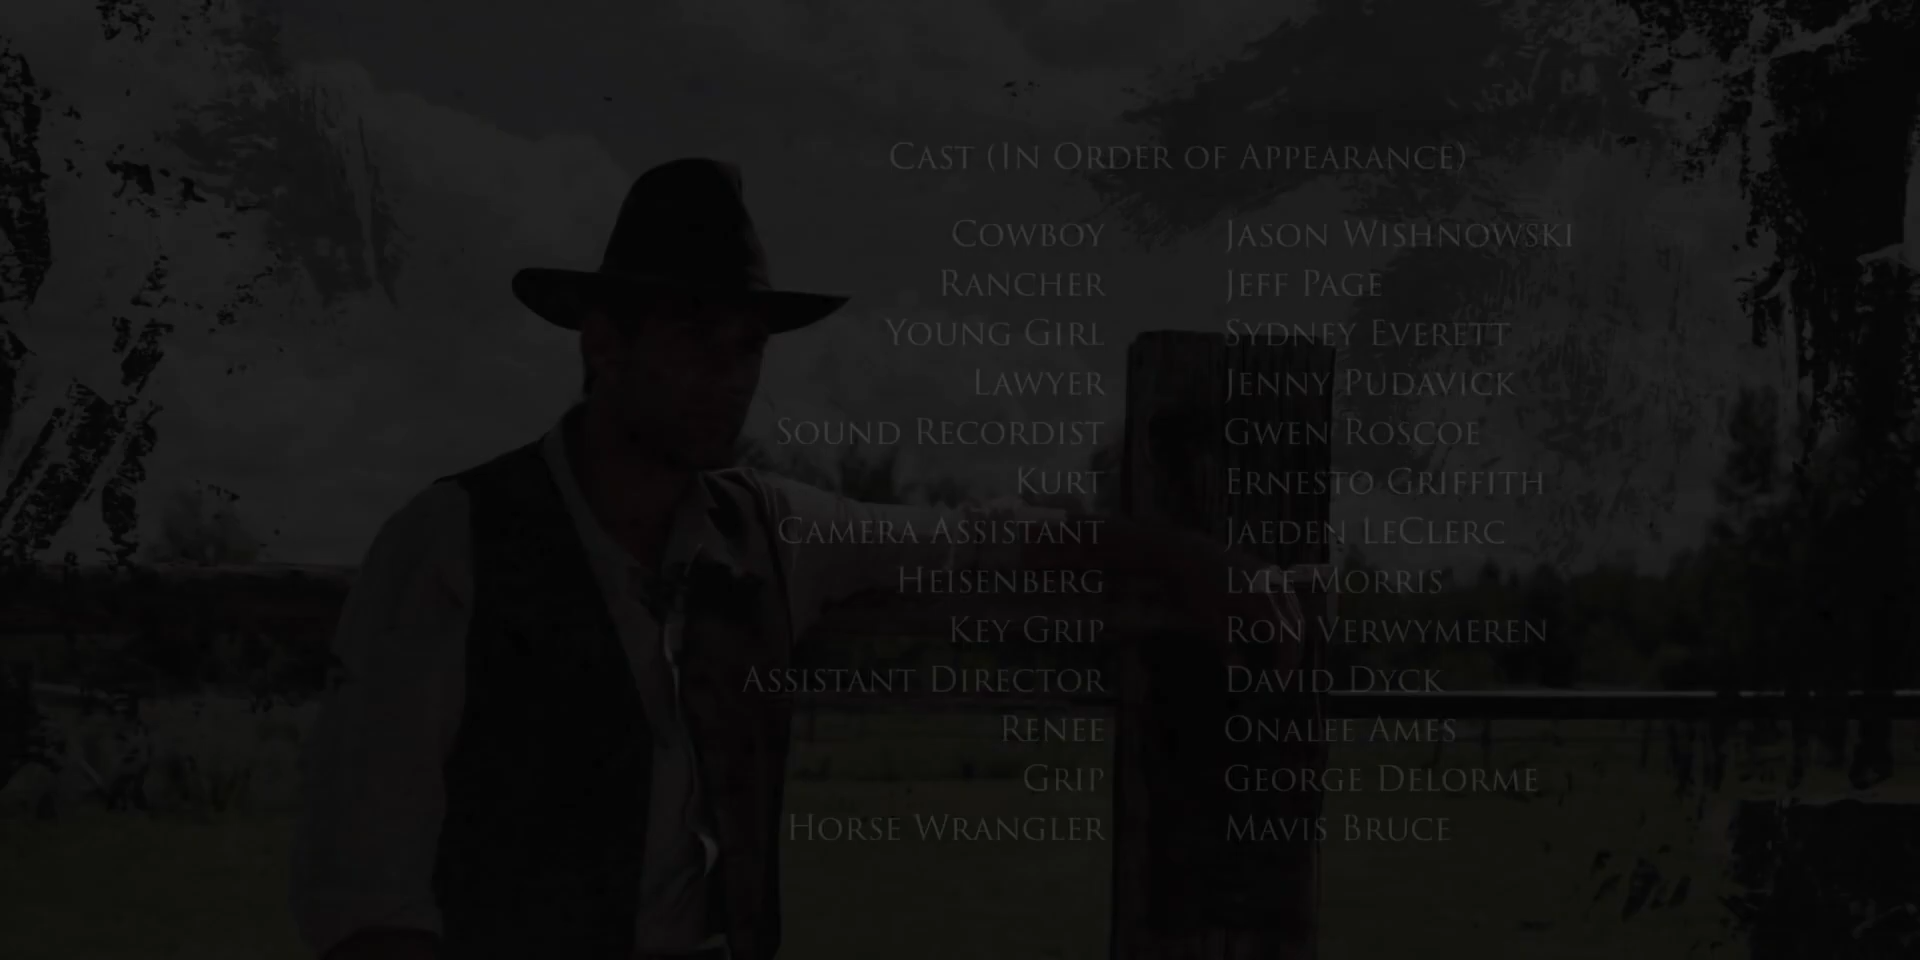 Cast (In Order of Appearance)
Cowboy Jason Wishnowski
Rancher Jeff Page
Young Girl Sydney Everett
Lawyer Jenny Pudavick
Sound Recordist Gwen Roscoe
Kurt Ernesto Griffith
Camera Assistant Jaeden LeClerc
Heisenberg Lyle Morris
Key Grip Ron Verwymeren
Assistant Director David Dyck
Renee Onalee Ames
Grip George Delorme
Horse Wrangler Mavis Bruce